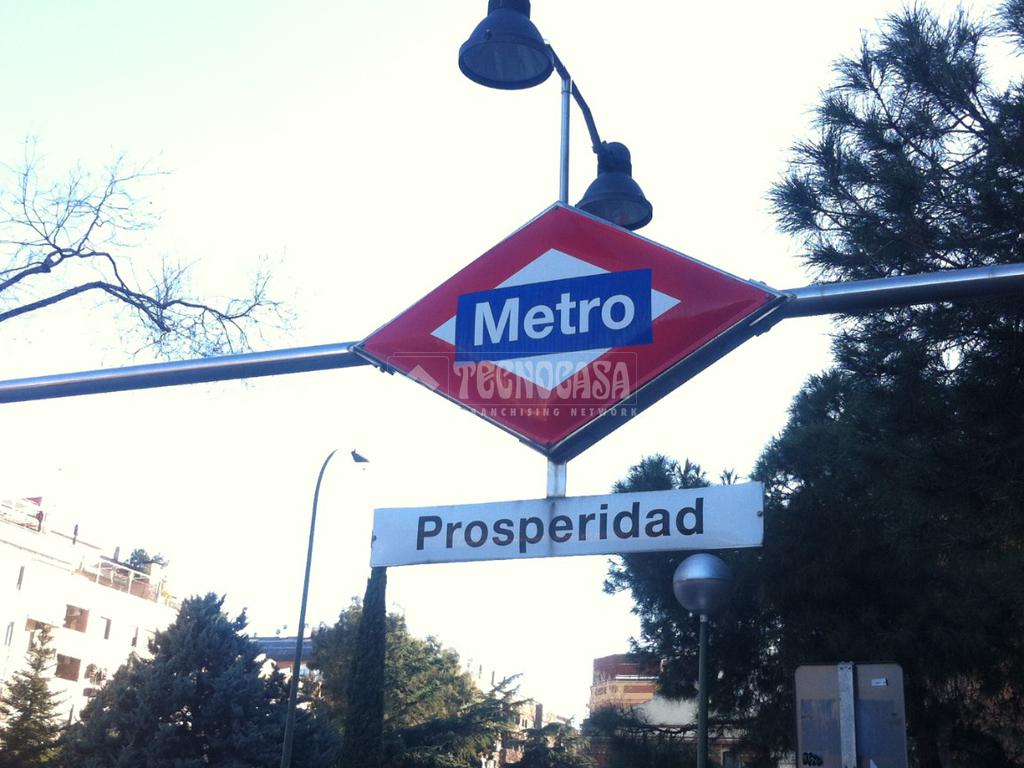 Metro
TECNOCASA
FRANCHISING NETWORK
Prosperidad